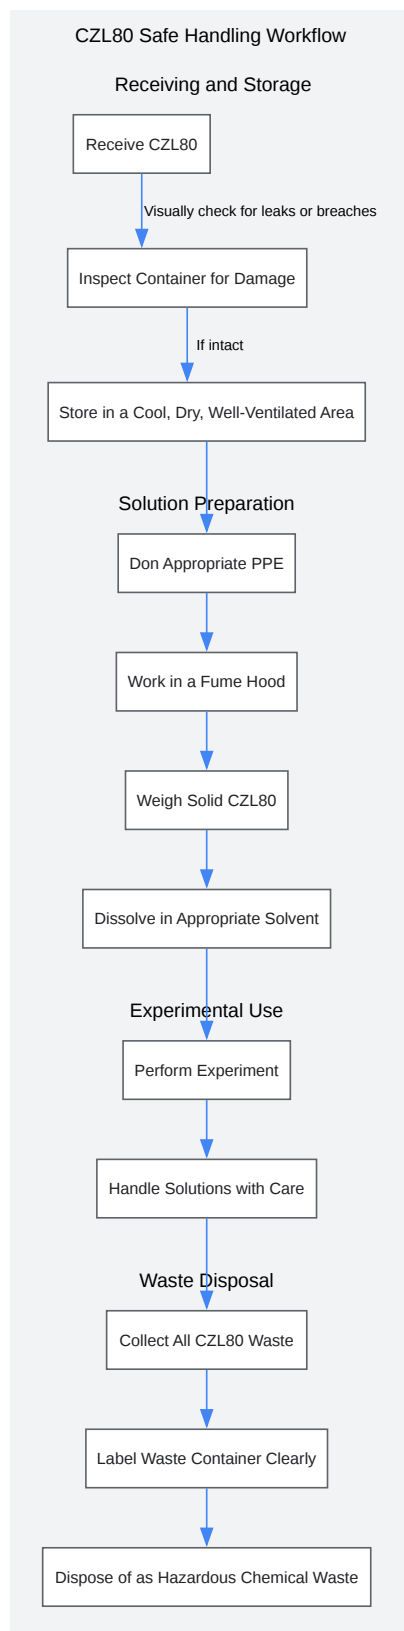 CZL80 Safe Handling Workflow
Receiving and Storage
Receive CZL80
Visually check for leaks or breaches
Inspect Container for Damage
If intact
Store in a Cool, Dry, Well-Ventilated Area
Solution Preparation
Don Appropriate PPE
Work in a Fume Hood
Weigh Solid CZL80
Dissolve in Appropriate Solvent
Experimental Use
Perform Experiment
Handle Solutions with Care
Waste Disposal
Collect All CZL80 Waste
Label Waste Container Clearly
Dispose of as Hazardous Chemical Waste